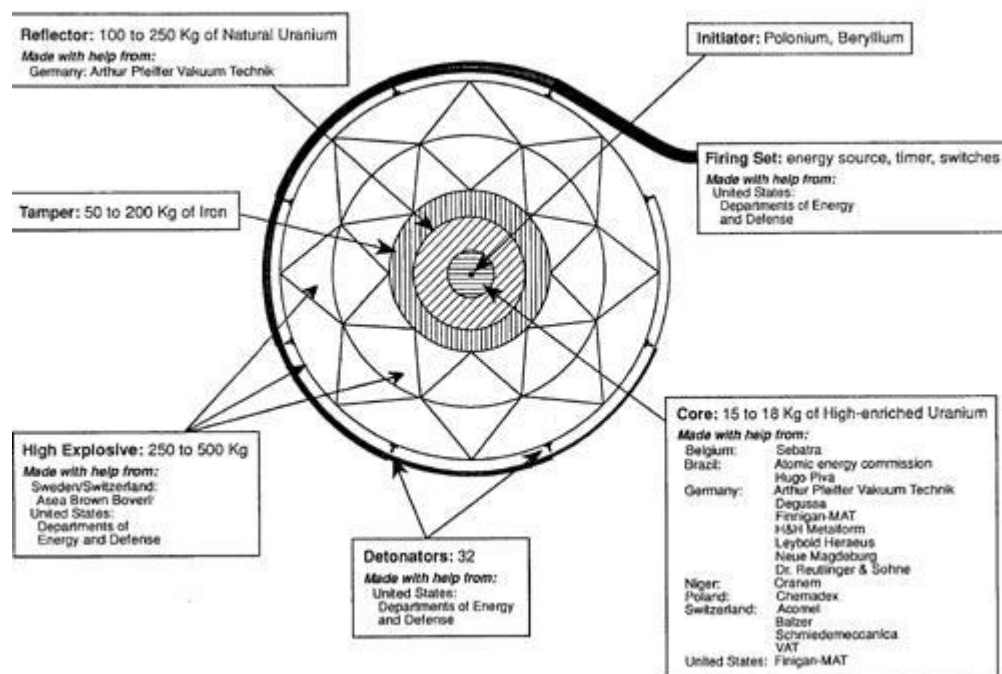 Reflector: 100 to 250 Kg of Natural Uranium
Made with help from:
Germany: Arthur Pfeiffer Vakuum Technik
Initiator: Polonium, Beryllium
Firing Set: energy source, timer, switches
Made with help from:
United States:
Departments of Energy
and Defense
Tamper: 50 to 200 Kg of Iron
High Explosive: 250 to 500 Kg
Made with help from:
Sweden/Switzerland:
Asea Brown Boveri
United States:
Departments of
Energy and Defense
Detonators: 32
Made with help from:
United States:
Departments of Energy
and Defense
Core: 15 to 18 Kg of High-enriched Uranium
Made with help from:
Belgium: Sebatra
Brazil: Atomic energy commission
Hugo Piva
Germany: Arthur Pfeiffer Vakuum Technik
Degussa
Finnigan-MAT
H&H Metalform
Leybold Heraeus
Neue Magdeburg
Dr. Reutlinger & Sohne
Niger: Onanem
Poland: Chemadex
Switzerland: Acomel
Balzer
Schmiedemeccanica
VAT
United States: Finigan-MAT